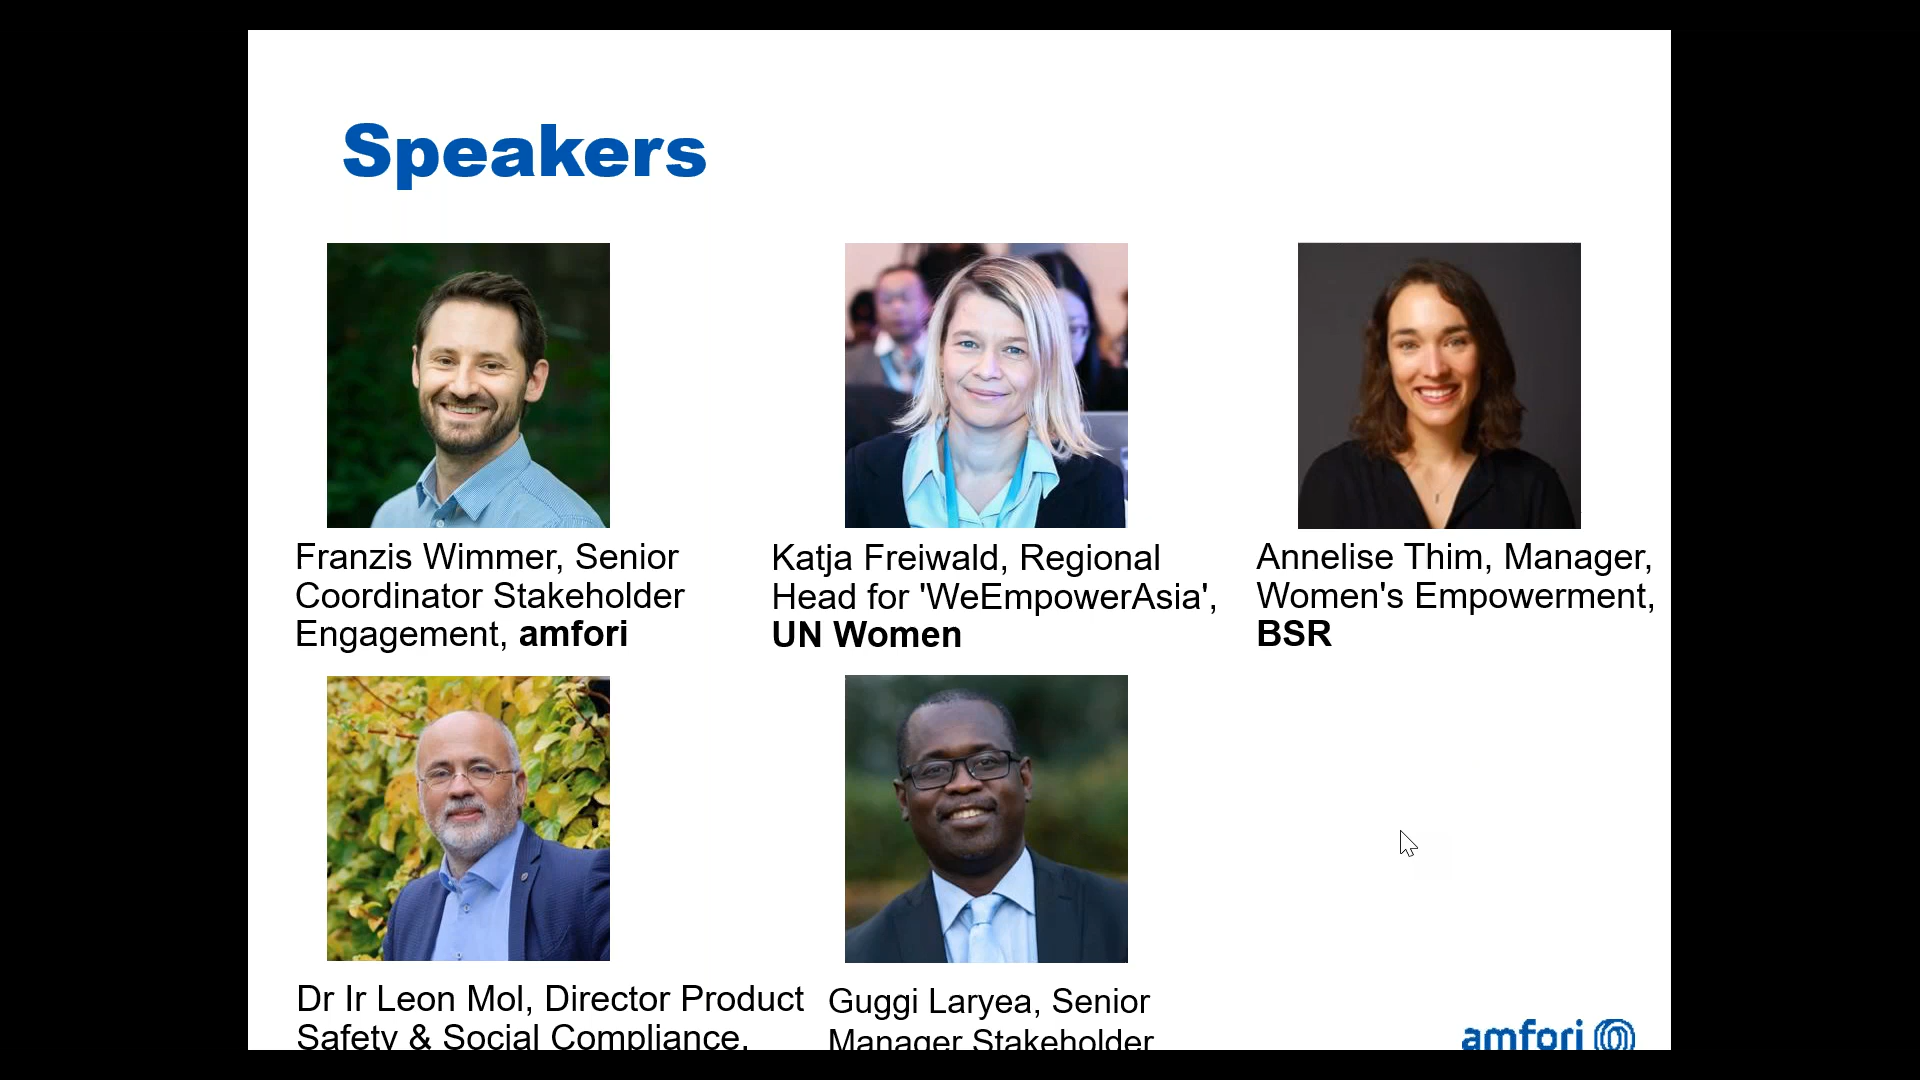 Speakers
Franzis Wimmer, Senior
Coordinator Stakeholder
Engagement, amfori
Katja Freiwald, Regional
Head for 'WeEmpowerAsia',
UN Women
Annelise Thim, Manager,
Women's Empowerment,
BSR
Dr Ir Leon Mol, Director Product
Safety & Social Compliance,
Guggi Laryea, Senior
Manager Stakeholder
amfori